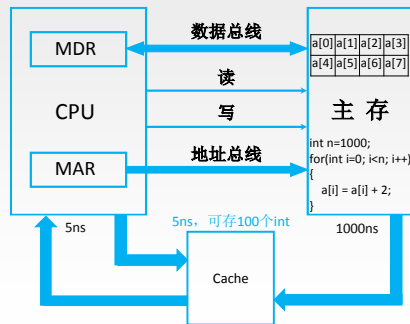 MDR
CPU
MAR
数据总线
读
写
地址总线
a[0] a[1] a[2] a[3]
a[4] a[5] a[6] a[7]
主 存
int n=1000;
for(int i=0; i<n; i++)
{
a[i] = a[i] + 2;
}
5ns
5ns，可存100个int
1000ns
Cache